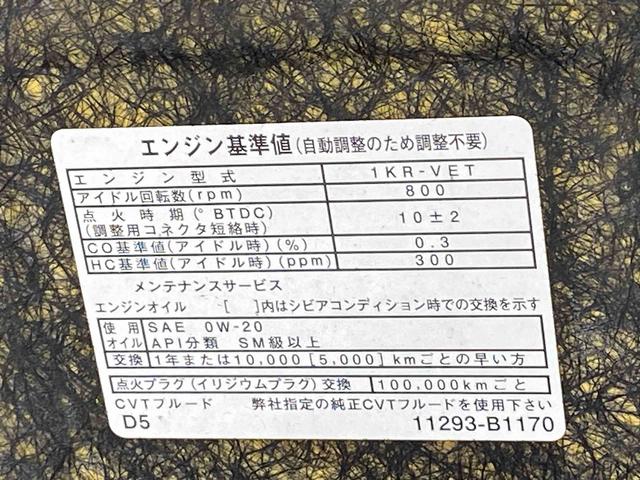 エンジン基準値(自動調整のため調整不要)
エンジン型式 1KR-VET
アイドル回転数(rpm) 800
点火時期(°BTDC) 10±2
(調整用コネクタ短絡時)
CO基準値(アイドル時)(%) 0.3
HC基準値(アイドル時)(ppm) 300
メンテナンスサービス
エンジンオイル [ ]内はシビアコンディション時での交換を示す
使用 SAE 0W-20
オイル API分類 SM級以上
交換 1年または10,000[5,000]kmごとの早い方
点火プラグ(イリジウムプラグ)交換 100,000kmごと
CVTフルード 弊社指定の純正CVTフルードを使用下さい
D5 11293-B1170